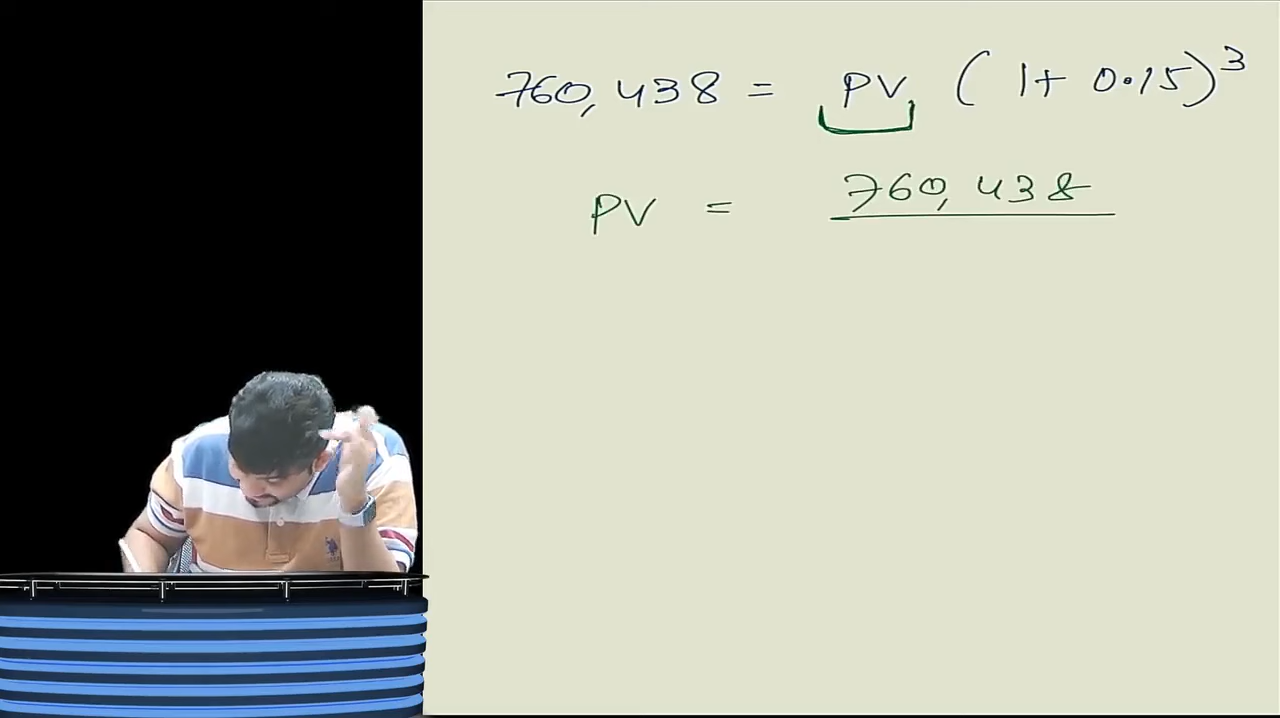 760,438 = PV (1+ 0.15)^3
PV = 760,438